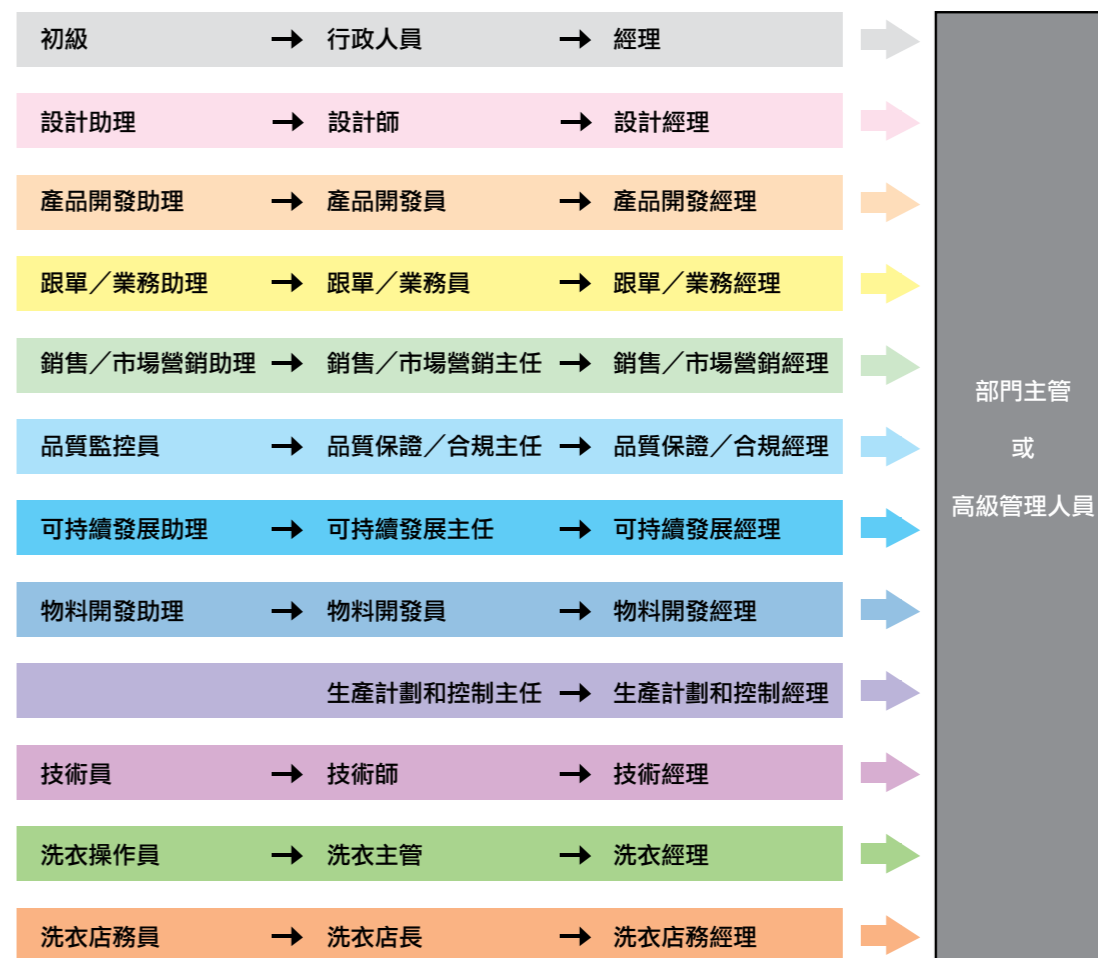 初級 → 行政人員 → 經理
設計助理 → 設計師 → 設計經理
產品開發助理 → 產品開發員 → 產品開發經理
跟單／業務助理 → 跟單／業務員 → 跟單／業務經理
銷售／市場營銷助理 → 銷售／市場營銷主任 → 銷售／市場營銷經理
品質監控員 → 品質保證／合規主任 → 品質保證／合規經理
可持續發展助理 → 可持續發展主任 → 可持續發展經理
物料開發助理 → 物料開發員 → 物料開發經理
生產計劃和控制主任 → 生產計劃和控制經理
技術員 → 技術師 → 技術經理
洗衣操作員 → 洗衣主管 → 洗衣經理
洗衣店務員 → 洗衣店長 → 洗衣店務經理
部門主管
或
高級管理人員